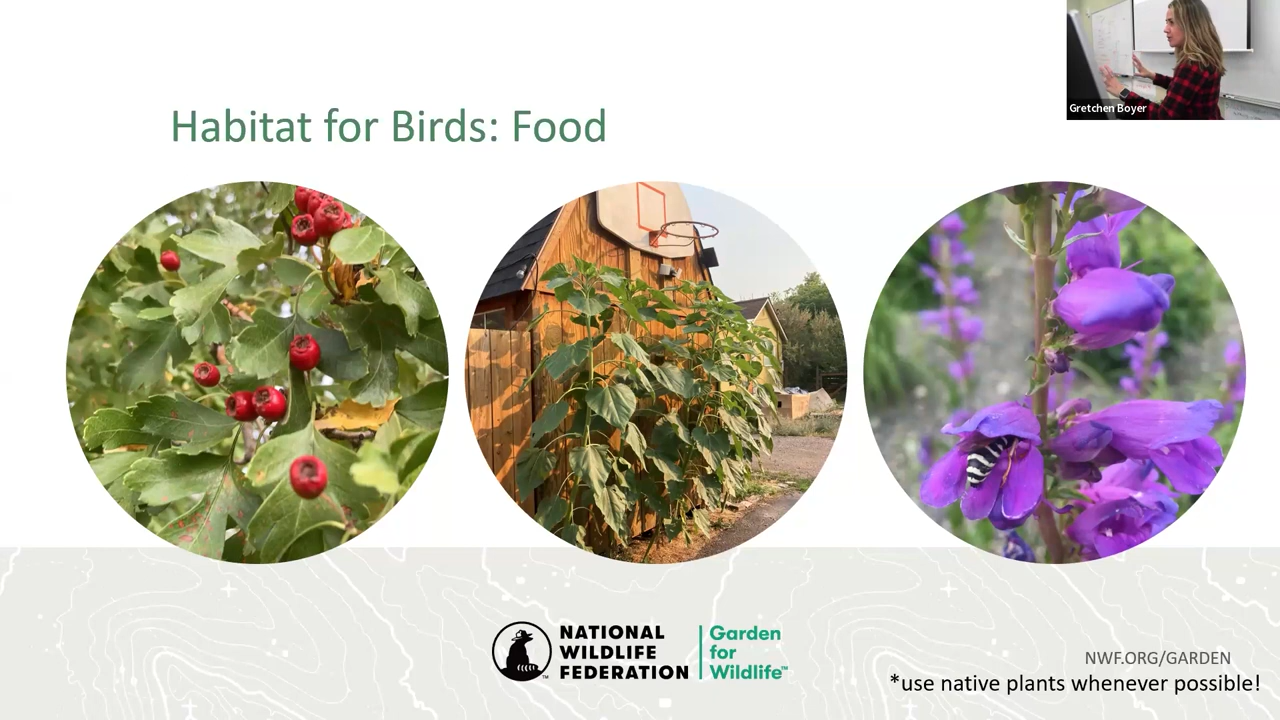 Gretchen Boyer
Habitat for Birds: Food
NATIONAL
WILDLIFE
FEDERATION
™
Garden
for
Wildlife™
NWF.ORG/GARDEN
*use native plants whenever possible!